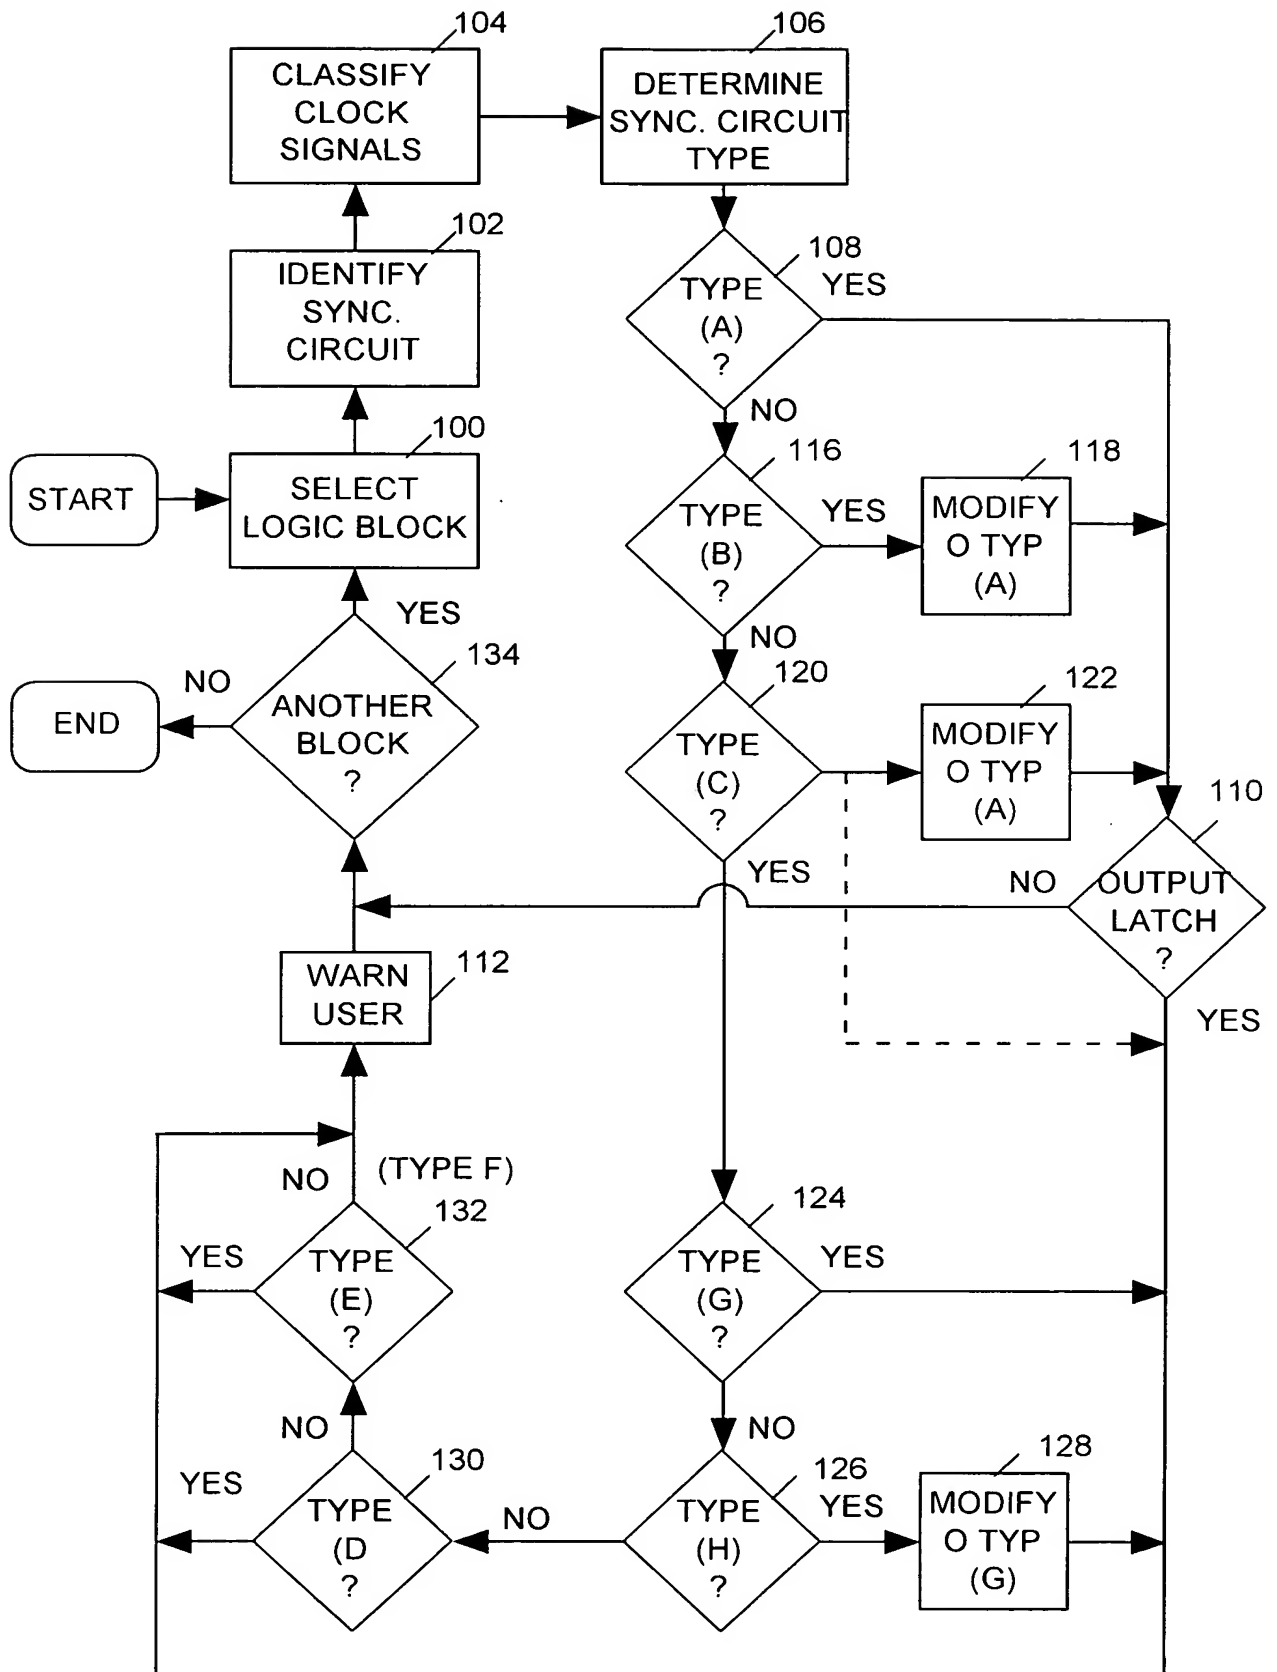 104
CLASSIFY
CLOCK
SIGNALS
106
DETERMINE
SYNC. CIRCUIT
TYPE
102
IDENTIFY
SYNC.
CIRCUIT
108
TYPE
(A)
?
YES
NO
100
START
SELECT
LOGIC BLOCK
116
TYPE
(B)
?
YES
NO
118
MODIFY
O TYP
(A)
YES
134
NO
END
ANOTHER
BLOCK
?
120
TYPE
(C)
?
YES
122
MODIFY
O TYP
(A)
110
NO
OUTPUT
LATCH
?
YES
112
WARN
USER
NO
(TYPE F)
132
YES
TYPE
(E)
?
124
TYPE
(G)
?
YES
NO
NO
130
YES
TYPE
(D
?
NO
126
YES
TYPE
(H)
?
128
MODIFY
O TYP
(G)